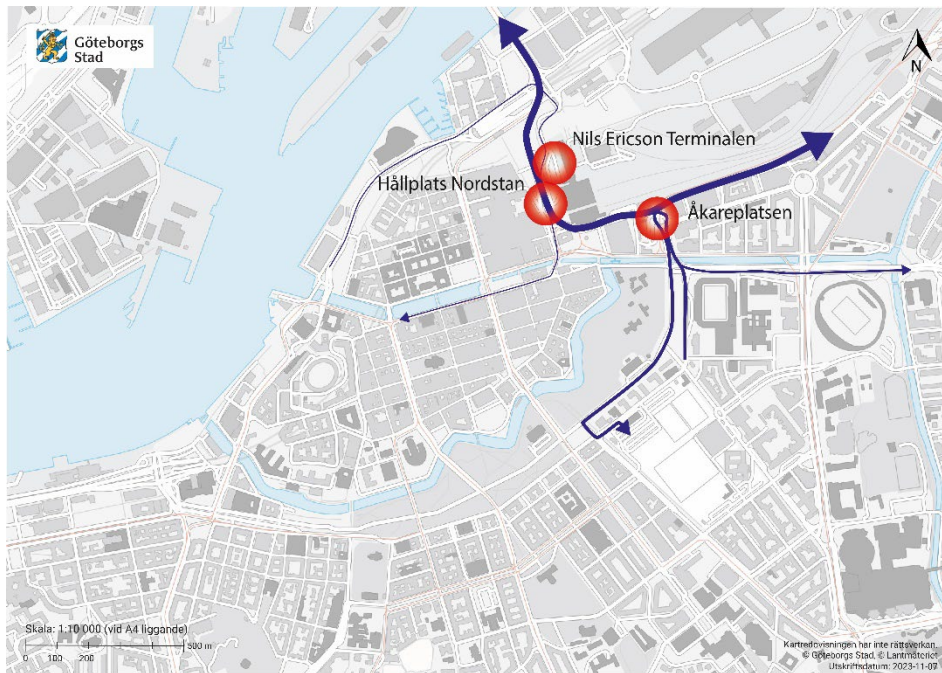 Göteborgs
Stad
N
Nils Ericson Terminalen
Hållplats Nordstan
Åkareplatsen
Skala: 1:10 000 (vid A4 liggande)
500 m
0 100 200
Kartredovisningen har inte rättsverkan.
© Göteborgs Stad, © Lantmäteriet
Utskriftsdatum: 2023-11-07